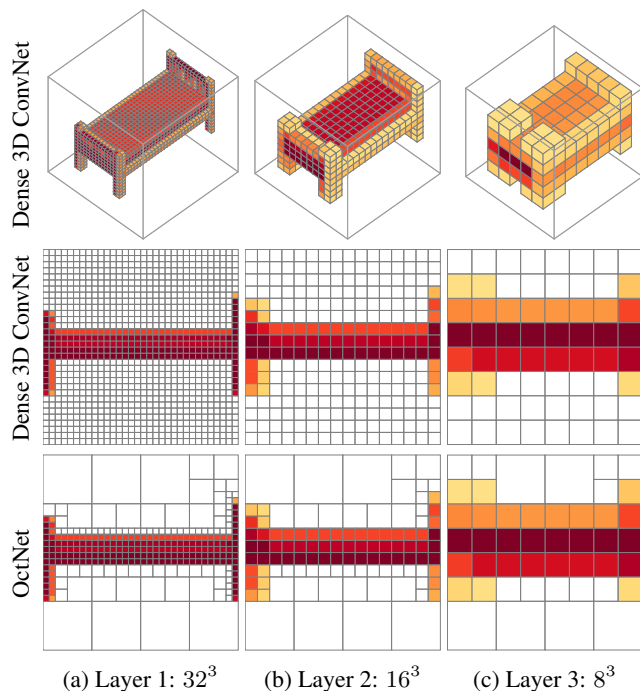 Dense 3D ConvNet
Dense 3D ConvNet
OctNet
(a) Layer 1: 32³
(b) Layer 2: 16³
(c) Layer 3: 8³